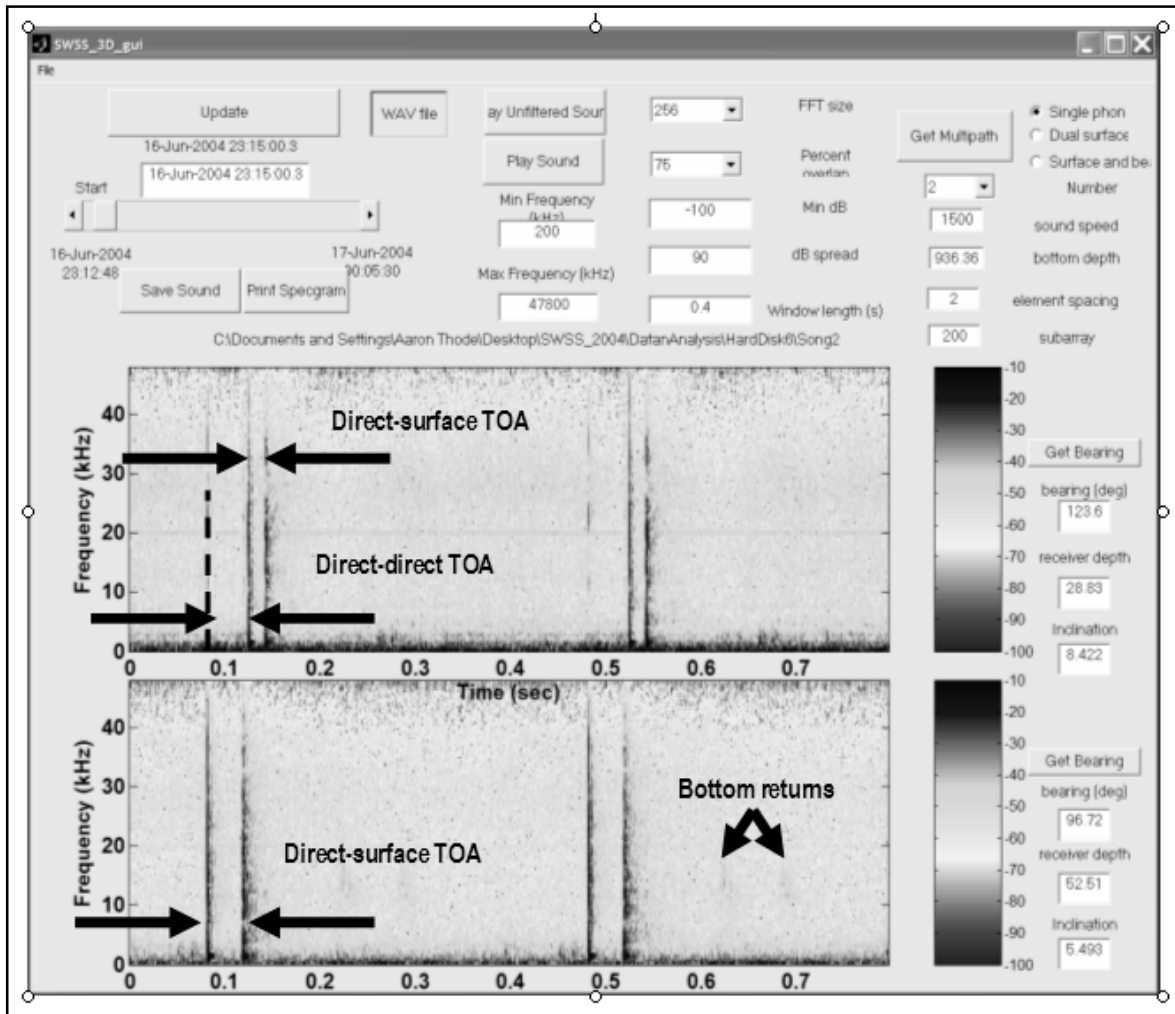 SWSS_3D_gui
File
Update
WAV file
ay Unfiltered Sour
256
FFT size
Get Multipath
Single phon
Dual surface
Surface and be
16-Jun-2004 23:15:00.3
16-Jun-2004 23:15:00.3
Play Sound
75
Percent
overlap
Start
Min Frequency
(kHz)
200
-100
Min dB
2
Number
1500
sound speed
16-Jun-2004
23:12:48
17-Jun-2004
00:05:30
90
dB spread
936.36
bottom depth
Save Sound
Print Specgram
Max Frequency (kHz)
47800
0.4
Window length (s)
2
element spacing
200
subarray
C:\Documents and Settings\Aaron Thode\Desktop\SWSS_2004\DatanAnalysis\HardDisk6\Song2
Frequency (kHz)
40
30
20
10
0
Direct-surface TOA
Direct-direct TOA
0 0.1 0.2 0.3 0.4 0.5 0.6 0.7
Time (sec)
-10
-20
-30
-40
-50
-60
-70
-80
-90
-100
Get Bearing
bearing (deg)
123.6
receiver depth
28.83
Inclination
8.422
Frequency (kHz)
40
30
20
10
0
Direct-surface TOA
Bottom returns
0 0.1 0.2 0.3 0.4 0.5 0.6 0.7
-10
-20
-30
-40
-50
-60
-70
-80
-90
-100
Get Bearing
bearing (deg)
96.72
receiver depth
52.51
Inclination
5.493